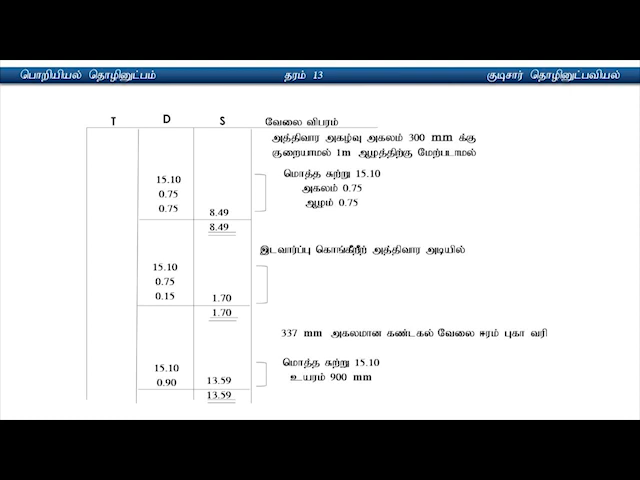 பொறியியல் தொழினுட்பம் தரம் 13 குடிசார் தொழினுட்பவியல்
T D S வேலை விபரம்
அத்திவார அகழ்வு அகலம் 300 mm க்கு
குறையாமல் 1m ஆழத்திற்கு மேற்படாமல்
15.10 மொத்த சுற்று 15.10
0.75 அகலம் 0.75
0.75 8.49 ஆழம் 0.75
8.49
இடவார்ப்பு கொங்கிறீற் அத்திவார அடியில்
15.10
0.75
0.15 1.70
1.70
337 mm அகலமான கண்டகல் வேலை ஈரம் புகா வரி
15.10 மொத்த சுற்று 15.10
0.90 13.59 உயரம் 900 mm
13.59